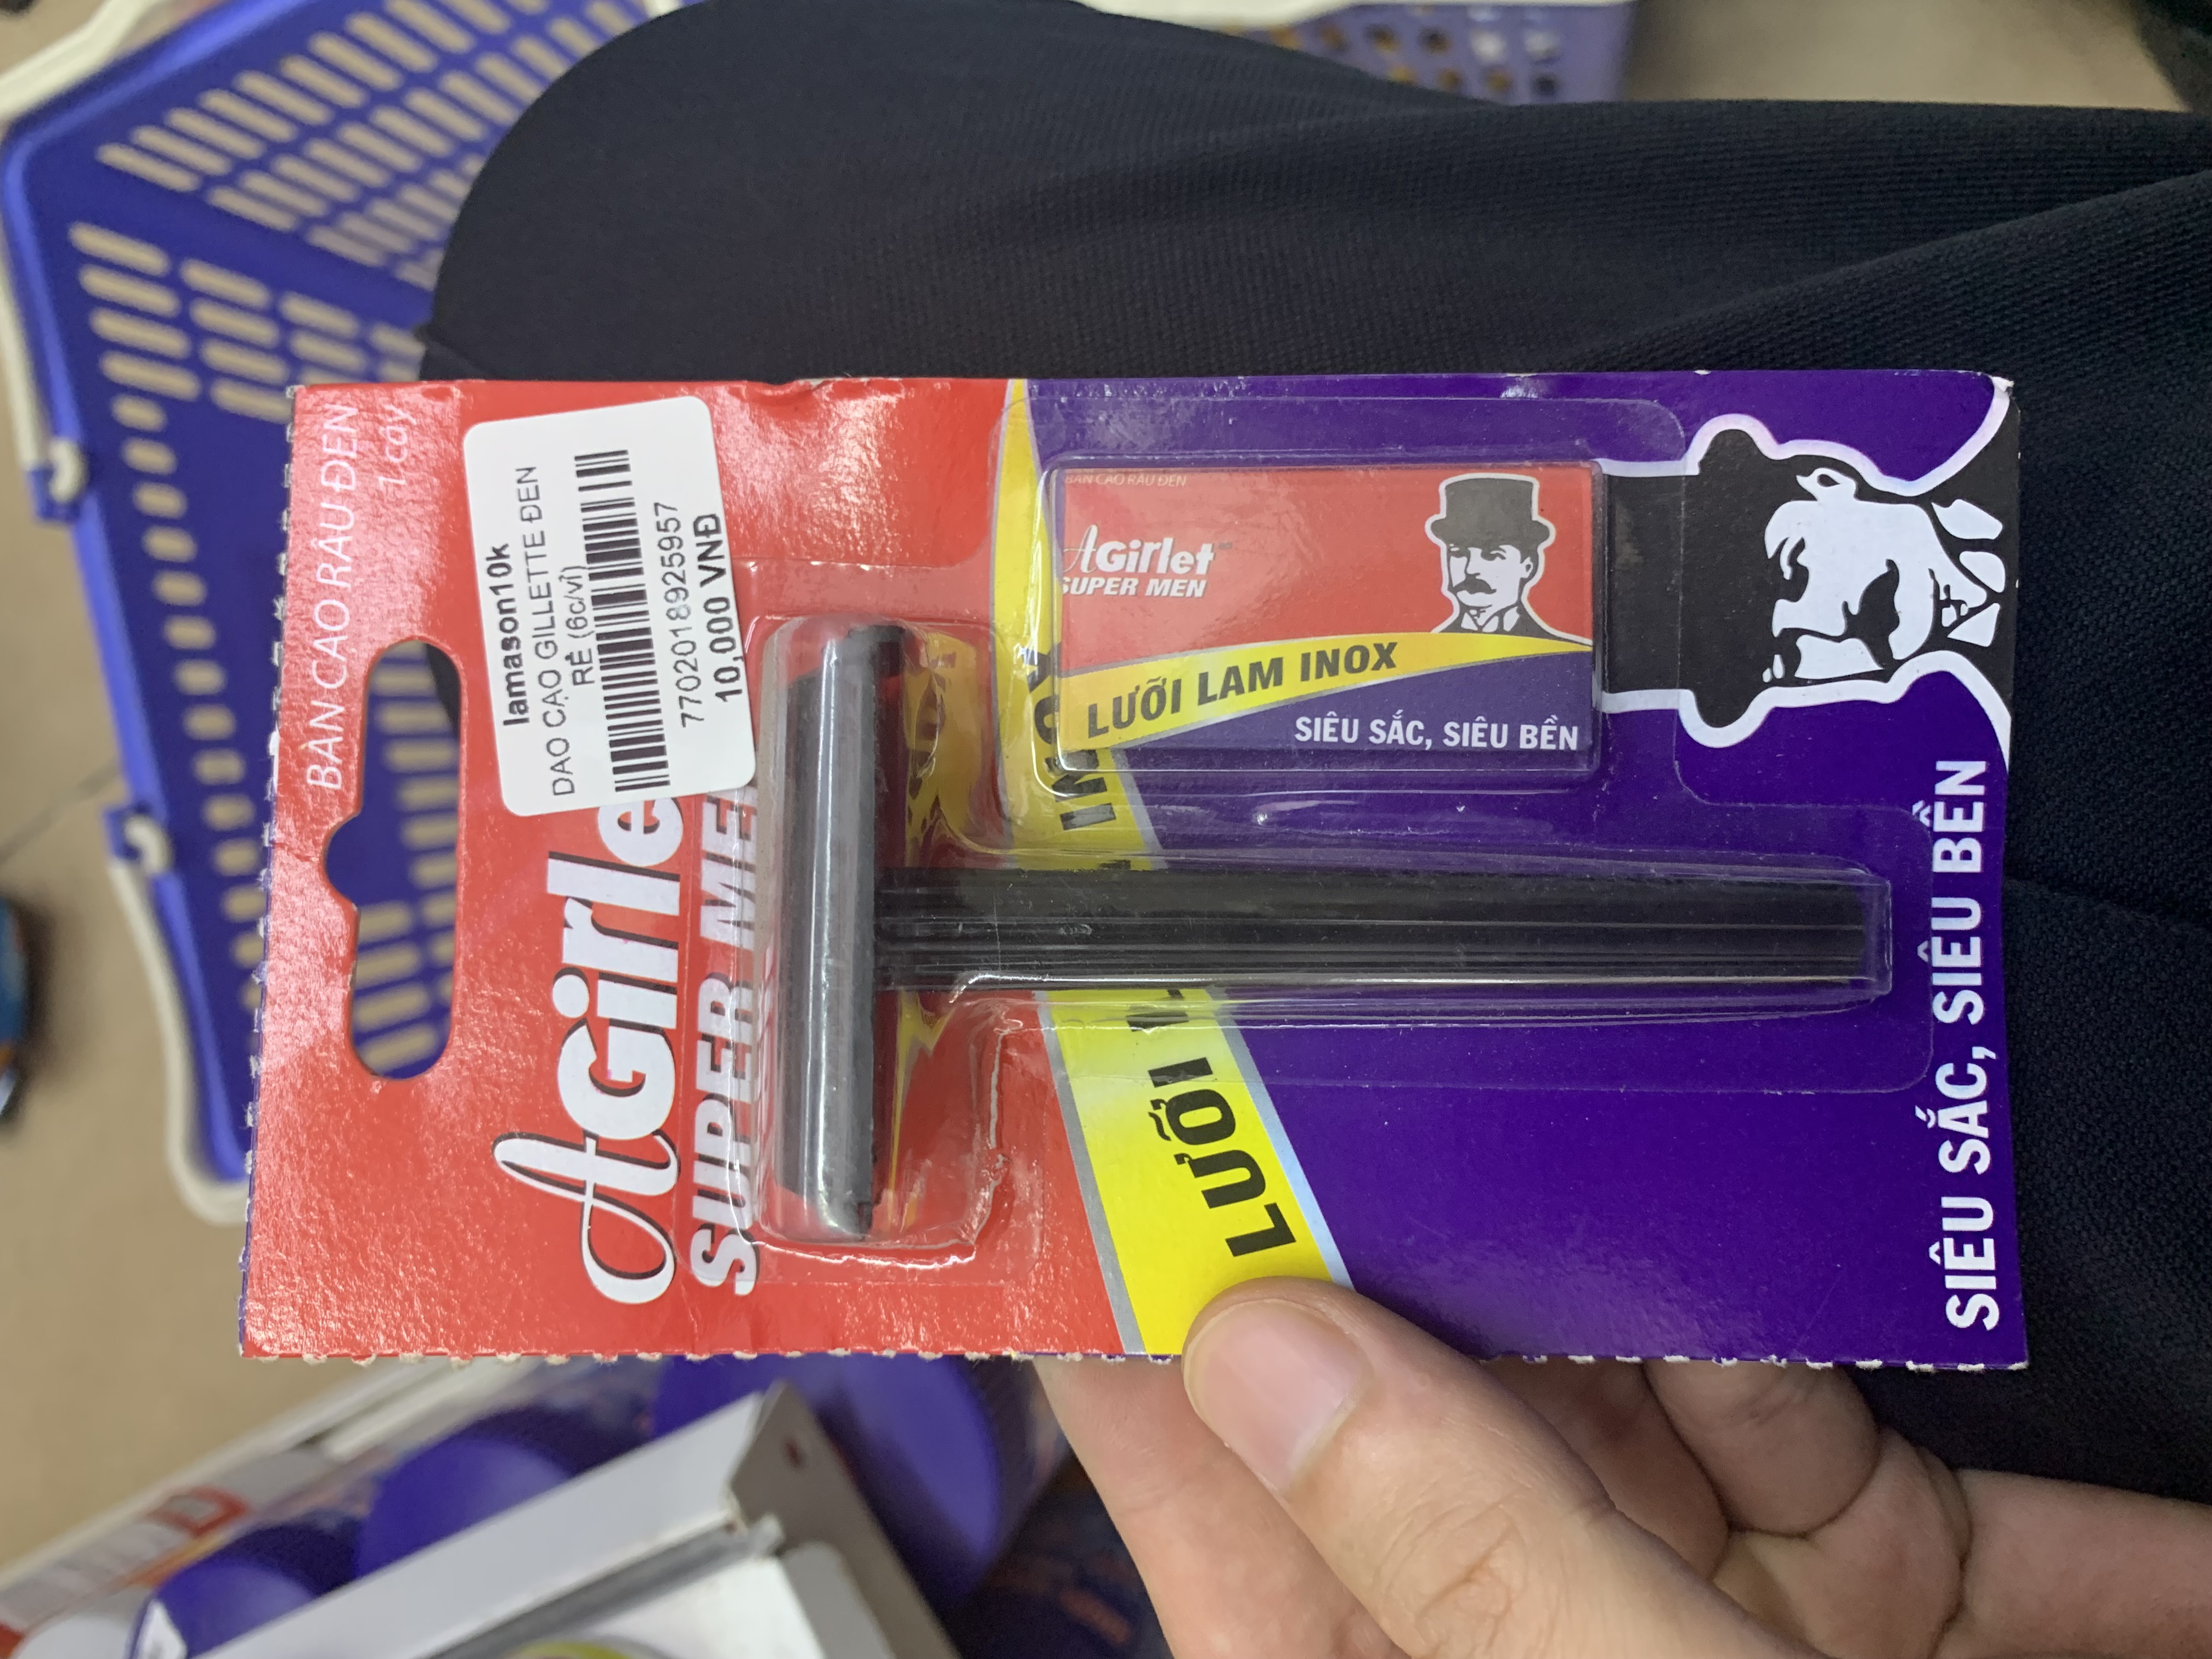 BÀN CẠO RÂU ĐEN
1 cây
lamason10k
DAO CẠO GILLETTE ĐEN
RẺ (6c/vỉ)
7702018925957
10,000 VNĐ
AGirle
SUPER MEN
LƯỠI
INOX
BÀN CẠO RÂU ĐEN
AGirlet
SUPER MEN
LƯỠI LAM INOX
SIÊU SẮC, SIÊU BỀN
SIÊU SẮC, SIÊU BỀN